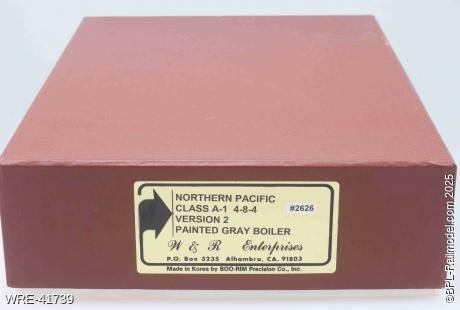 NORTHERN PACIFIC
CLASS A-1 4-8-4 #2626
VERSION 2
PAINTED GRAY BOILER
W & R Enterprises
P.O. Box 3235 Alhambra, CA. 91803
Made in Korea by BOO-RIM Precision Co., Inc.
WRE-41739
©BPL-Railmodel.com 2025